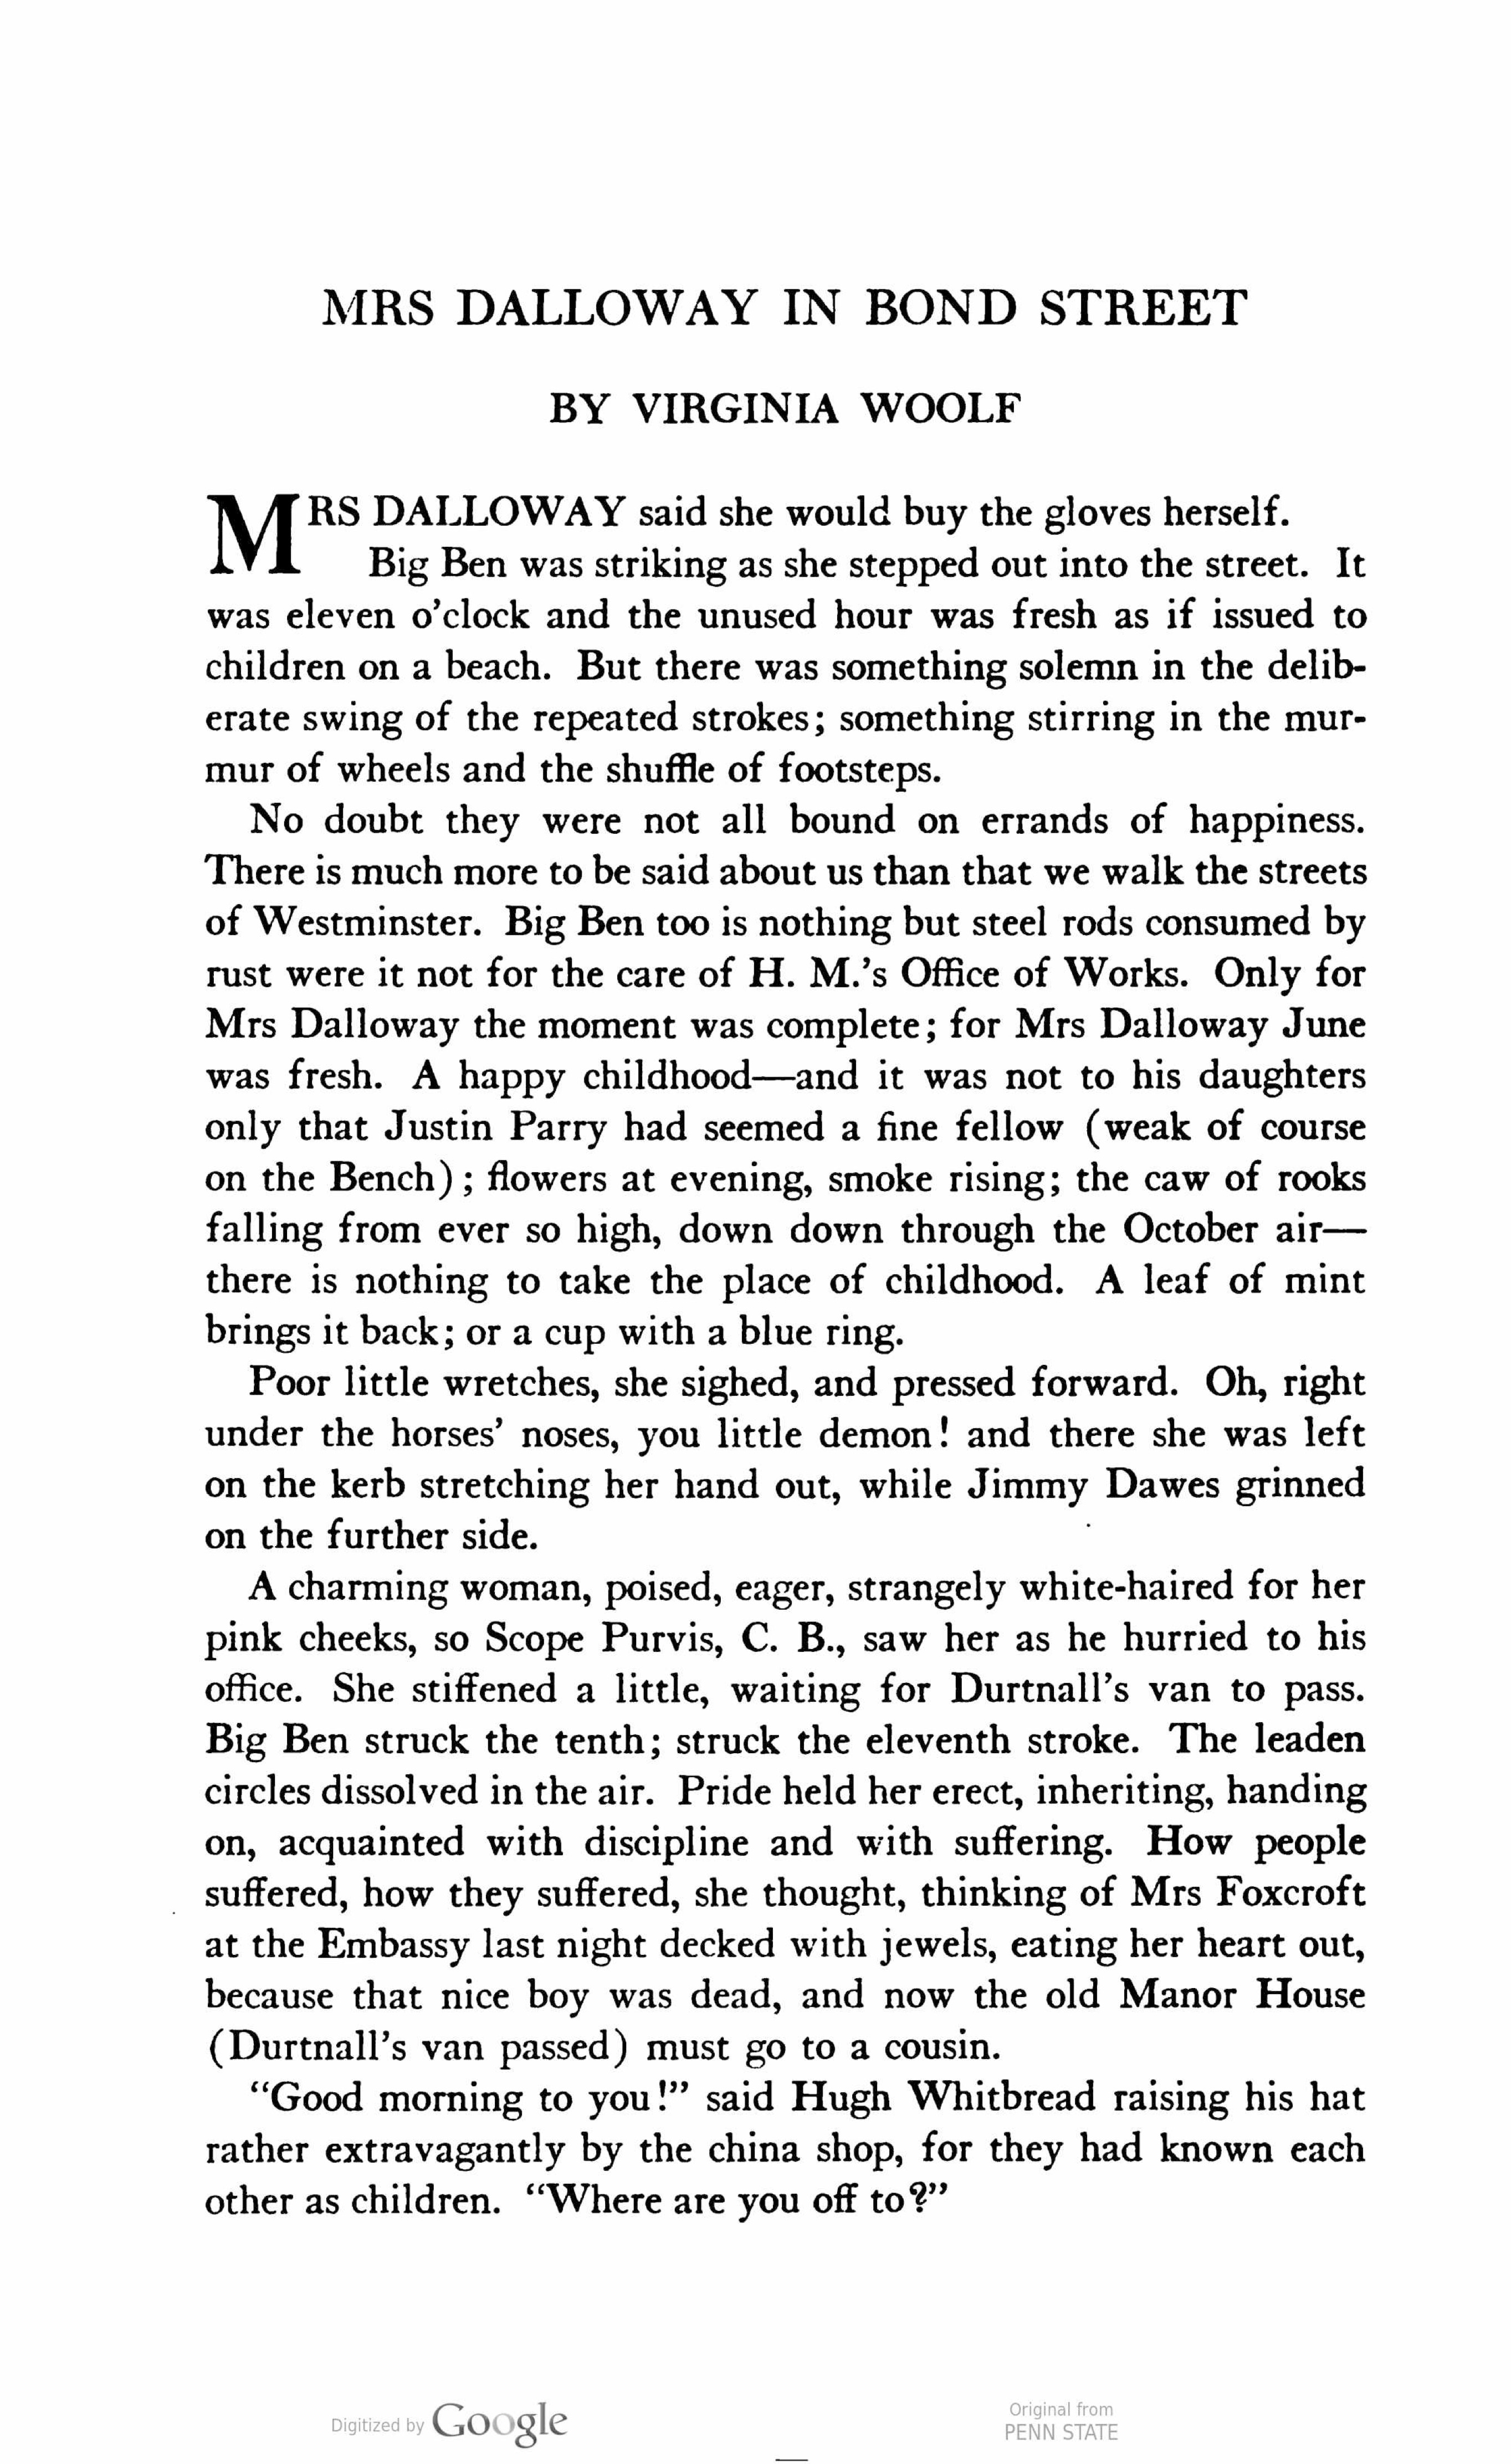 MRS DALLOWAY IN BOND STREET
BY VIRGINIA WOOLF
MRS DALLOWAY said she would buy the gloves herself.
Big Ben was striking as she stepped out into the street. It
was eleven o'clock and the unused hour was fresh as if issued to
children on a beach. But there was something solemn in the delib-
erate swing of the repeated strokes; something stirring in the mur-
mur of wheels and the shuffle of footsteps.
No doubt they were not all bound on errands of happiness.
There is much more to be said about us than that we walk the streets
of Westminster. Big Ben too is nothing but steel rods consumed by
rust were it not for the care of H. M.'s Office of Works. Only for
Mrs Dalloway the moment was complete; for Mrs Dalloway June
was fresh. A happy childhood—and it was not to his daughters
only that Justin Parry had seemed a fine fellow (weak of course
on the Bench); flowers at evening, smoke rising; the caw of rooks
falling from ever so high, down down through the October air—
there is nothing to take the place of childhood. A leaf of mint
brings it back; or a cup with a blue ring.
Poor little wretches, she sighed, and pressed forward. Oh, right
under the horses' noses, you little demon! and there she was left
on the kerb stretching her hand out, while Jimmy Dawes grinned
on the further side.
A charming woman, poised, eager, strangely white-haired for her
pink cheeks, so Scope Purvis, C. B., saw her as he hurried to his
office. She stiffened a little, waiting for Durtnall's van to pass.
Big Ben struck the tenth; struck the eleventh stroke. The leaden
circles dissolved in the air. Pride held her erect, inheriting, handing
on, acquainted with discipline and with suffering. How people
suffered, how they suffered, she thought, thinking of Mrs Foxcroft
at the Embassy last night decked with jewels, eating her heart out,
because that nice boy was dead, and now the old Manor House
(Durtnall's van passed) must go to a cousin.
"Good morning to you!" said Hugh Whitbread raising his hat
rather extravagantly by the china shop, for they had known each
other as children. "Where are you off to?"
Digitized by Google
Original from
PENN STATE